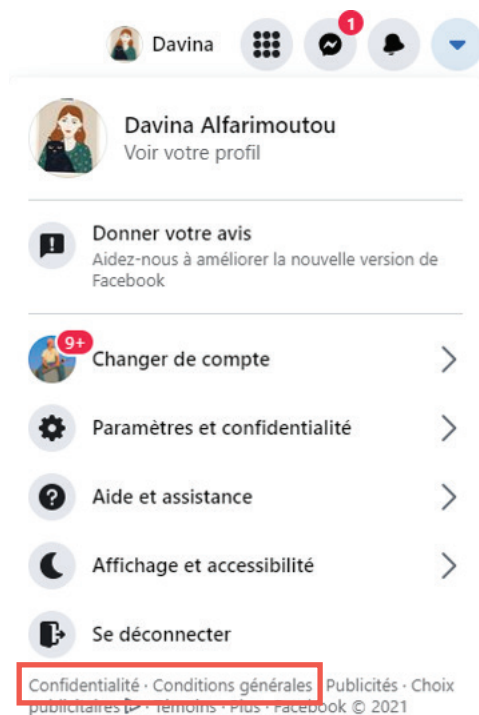 Davina
1
Davina Alfarimoutou
Voir votre profil
Donner votre avis
Aidez-nous à améliorer la nouvelle version de
Facebook
9+
Changer de compte
Paramètres et confidentialité
Aide et assistance
Affichage et accessibilité
Se déconnecter
Confidentialité · Conditions générales · Publicités · Choix
publicitaires · Témoins · Plus · Facebook © 2021